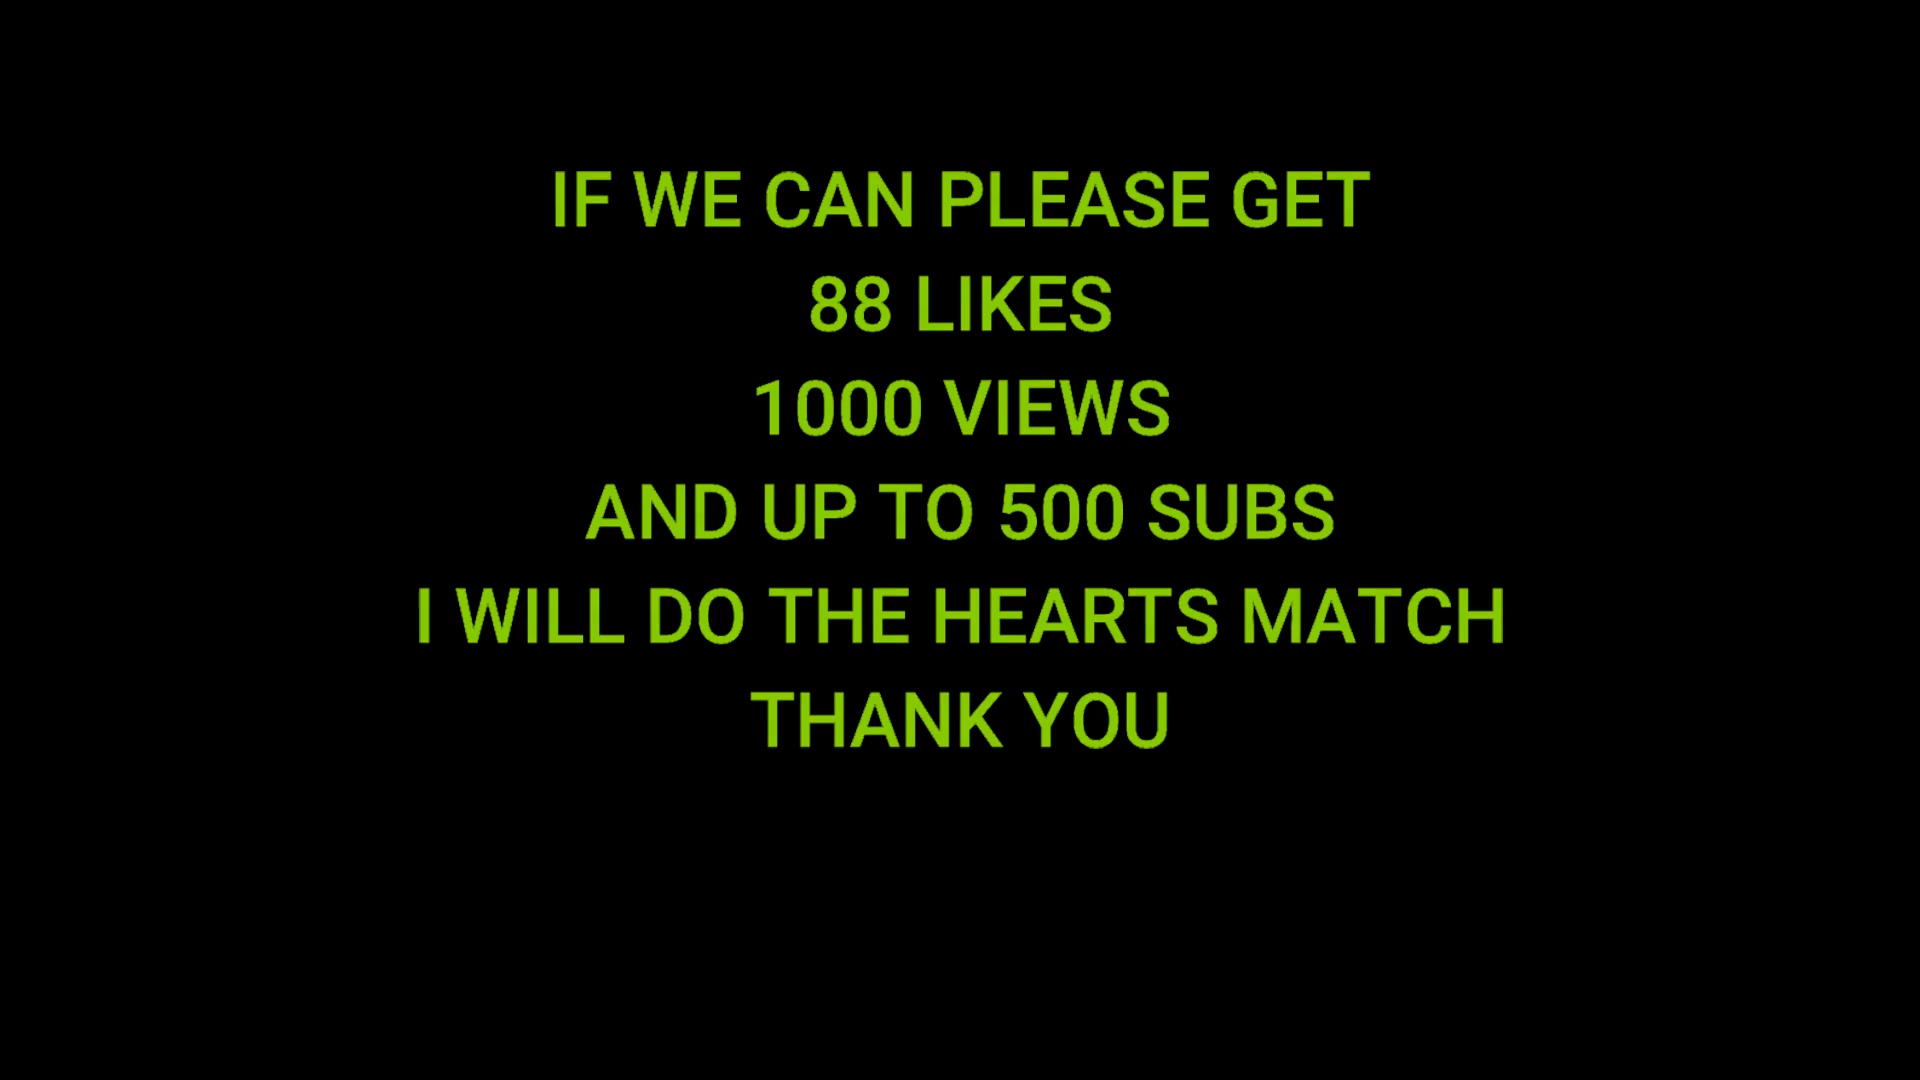 IF WE CAN PLEASE GET
88 LIKES
1000 VIEWS
AND UP TO 500 SUBS
I WILL DO THE HEARTS MATCH
THANK YOU